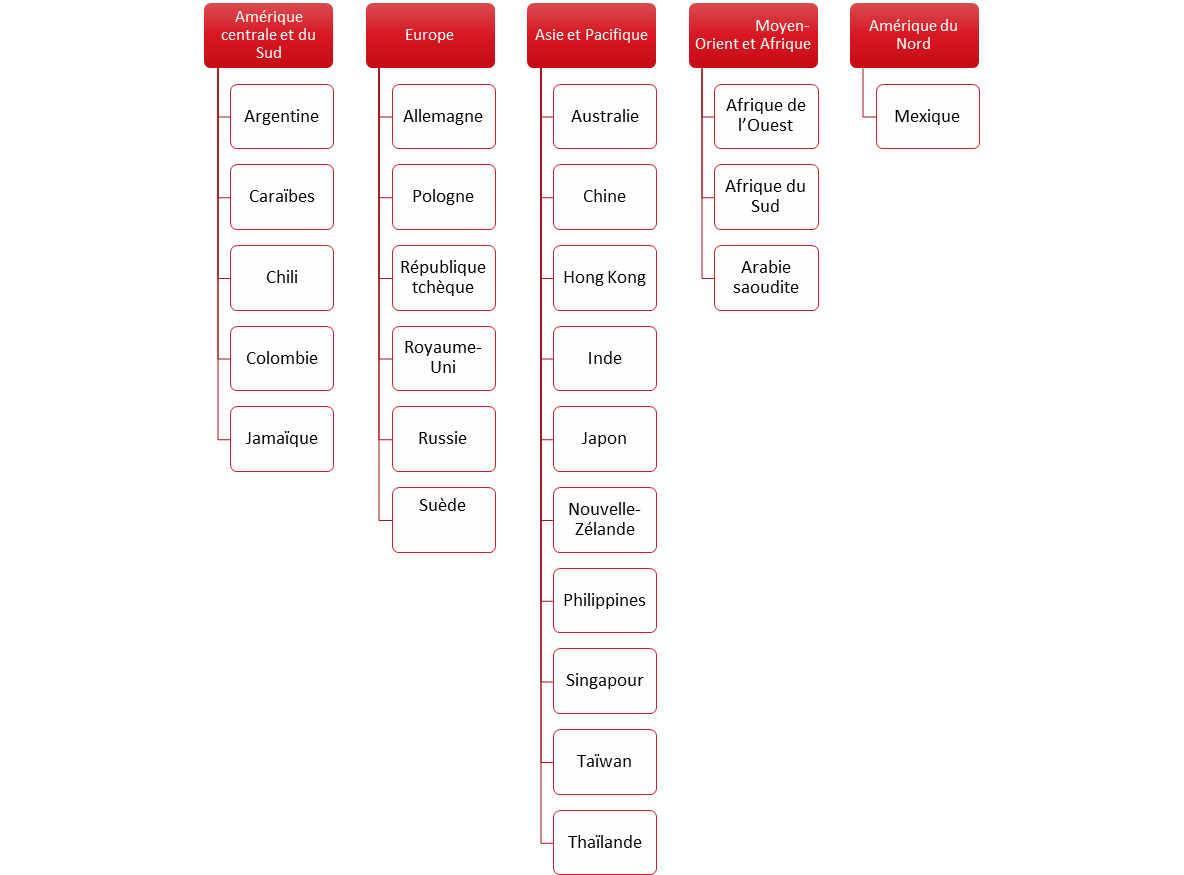 Amérique
centrale et du
Sud
Argentine
Caraïbes
Chili
Colombie
Jamaïque
Europe
Allemagne
Pologne
République
tchèque
Royaume-
Uni
Russie
Suède
Asie et Pacifique
Australie
Chine
Hong Kong
Inde
Japon
Nouvelle-
Zélande
Philippines
Singapour
Taïwan
Thaïlande
Moyen-
Orient et Afrique
Afrique de
l’Ouest
Afrique du
Sud
Arabie
saoudite
Amérique du
Nord
Mexique